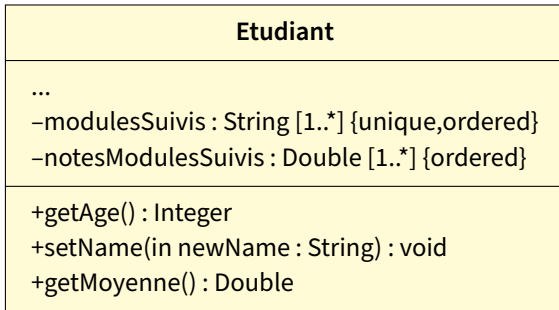 Etudiant
...
–modulesSuivis : String [1..*] {unique,ordered}
–notesModulesSuivis : Double [1..*] {ordered}
+getAge() : Integer
+setName(in newName : String) : void
+getMoyenne() : Double